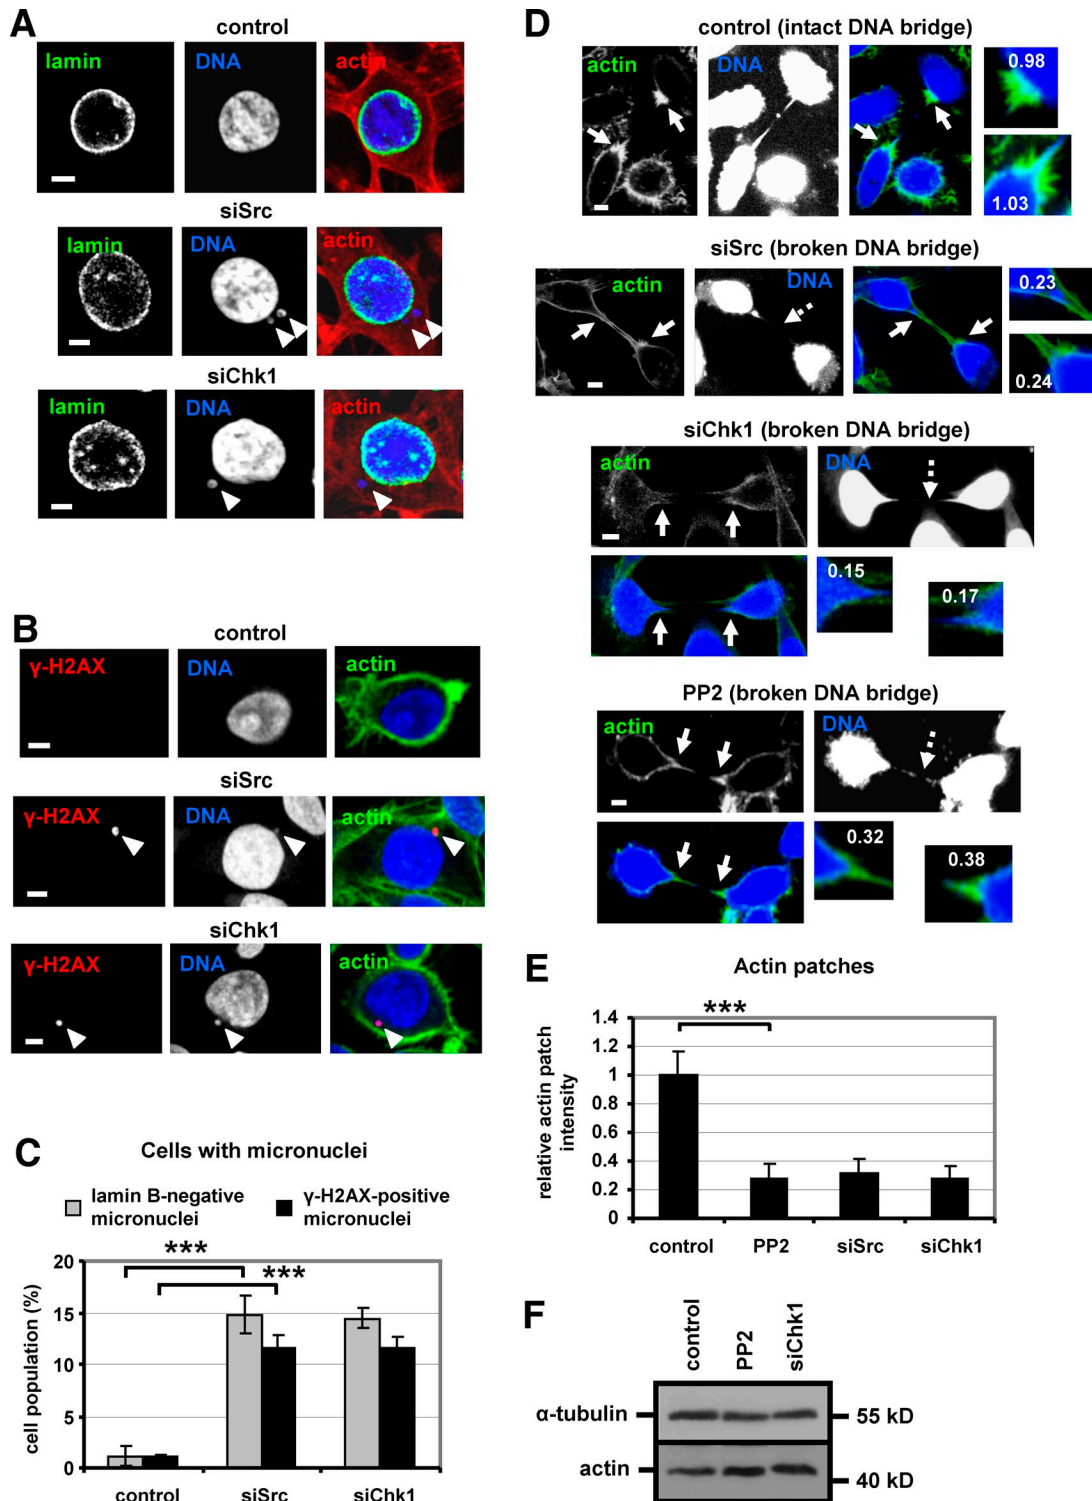 A
control
lamin
DNA
actin
siSrc
lamin
DNA
actin
siChk1
lamin
DNA
actin
B
control
γ-H2AX
DNA
actin
siSrc
γ-H2AX
DNA
actin
siChk1
γ-H2AX
DNA
actin
C
Cells with micronuclei
lamin B-negative
micronuclei
γ-H2AX-positive
micronuclei
cell population (%)
20
15
10
5
0
***
***
control
siSrc
siChk1
D
control (intact DNA bridge)
actin
DNA
0.98
1.03
siSrc (broken DNA bridge)
actin
DNA
0.23
0.24
siChk1 (broken DNA bridge)
actin
DNA
0.15
0.17
PP2 (broken DNA bridge)
actin
DNA
0.32
0.38
E
Actin patches
relative actin patch
intensity
1.4
1.2
1
0.8
0.6
0.4
0.2
0
***
control
PP2
siSrc
siChk1
F
control
PP2
siChk1
α-tubulin
55 kD
actin
40 kD